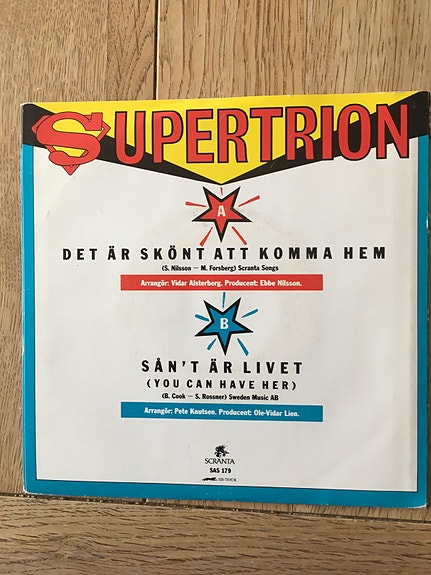 SUPERTRION
A
DET ÄR SKÖNT ATT KOMMA HEM
(S. Nilsson — M. Forsberg) Scranta Songs
Arrangör: Vidar Alsterberg. Producent: Ebbe Nilsson.
B
SÅN'T ÄR LIVET
(YOU CAN HAVE HER)
(B. Cook — S. Rossner) Sweden Music AB
Arrangör: Pete Knutsen. Producent: Ole-Vidar Lien.
SCRANTA
SAS 179